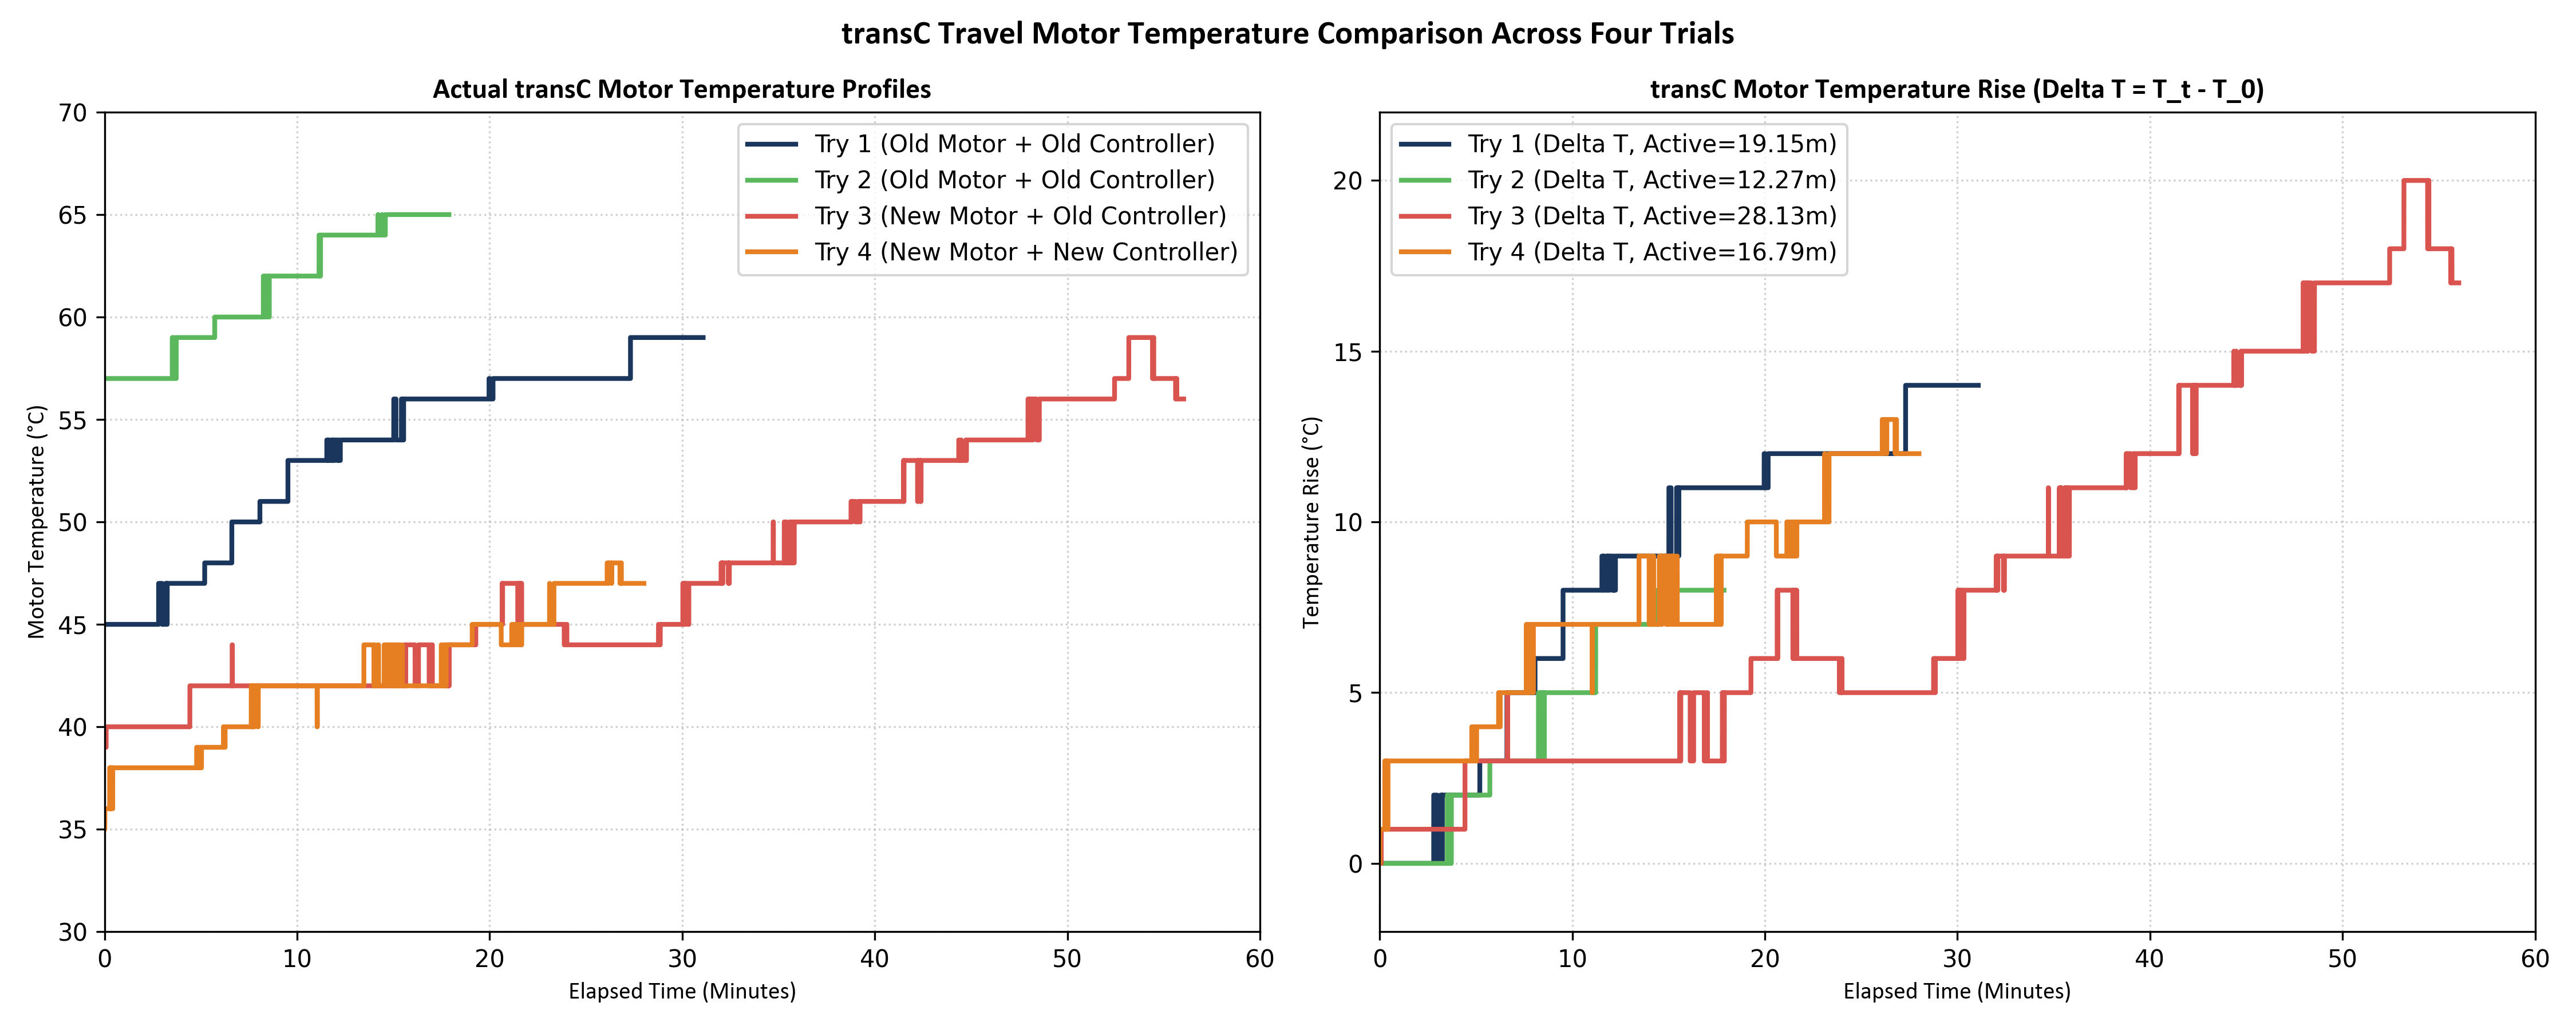 transC Travel Motor Temperature Comparison Across Four Trials
Actual transC Motor Temperature Profiles
Motor Temperature (°C)
70
65
60
55
50
45
40
35
30
Try 1 (Old Motor + Old Controller)
Try 2 (Old Motor + Old Controller)
Try 3 (New Motor + Old Controller)
Try 4 (New Motor + New Controller)
0 10 20 30 40 50 60
Elapsed Time (Minutes)
transC Motor Temperature Rise (Delta T = T_t - T_0)
Temperature Rise (°C)
20
15
10
5
0
Try 1 (Delta T, Active=19.15m)
Try 2 (Delta T, Active=12.27m)
Try 3 (Delta T, Active=28.13m)
Try 4 (Delta T, Active=16.79m)
0 10 20 30 40 50 60
Elapsed Time (Minutes)